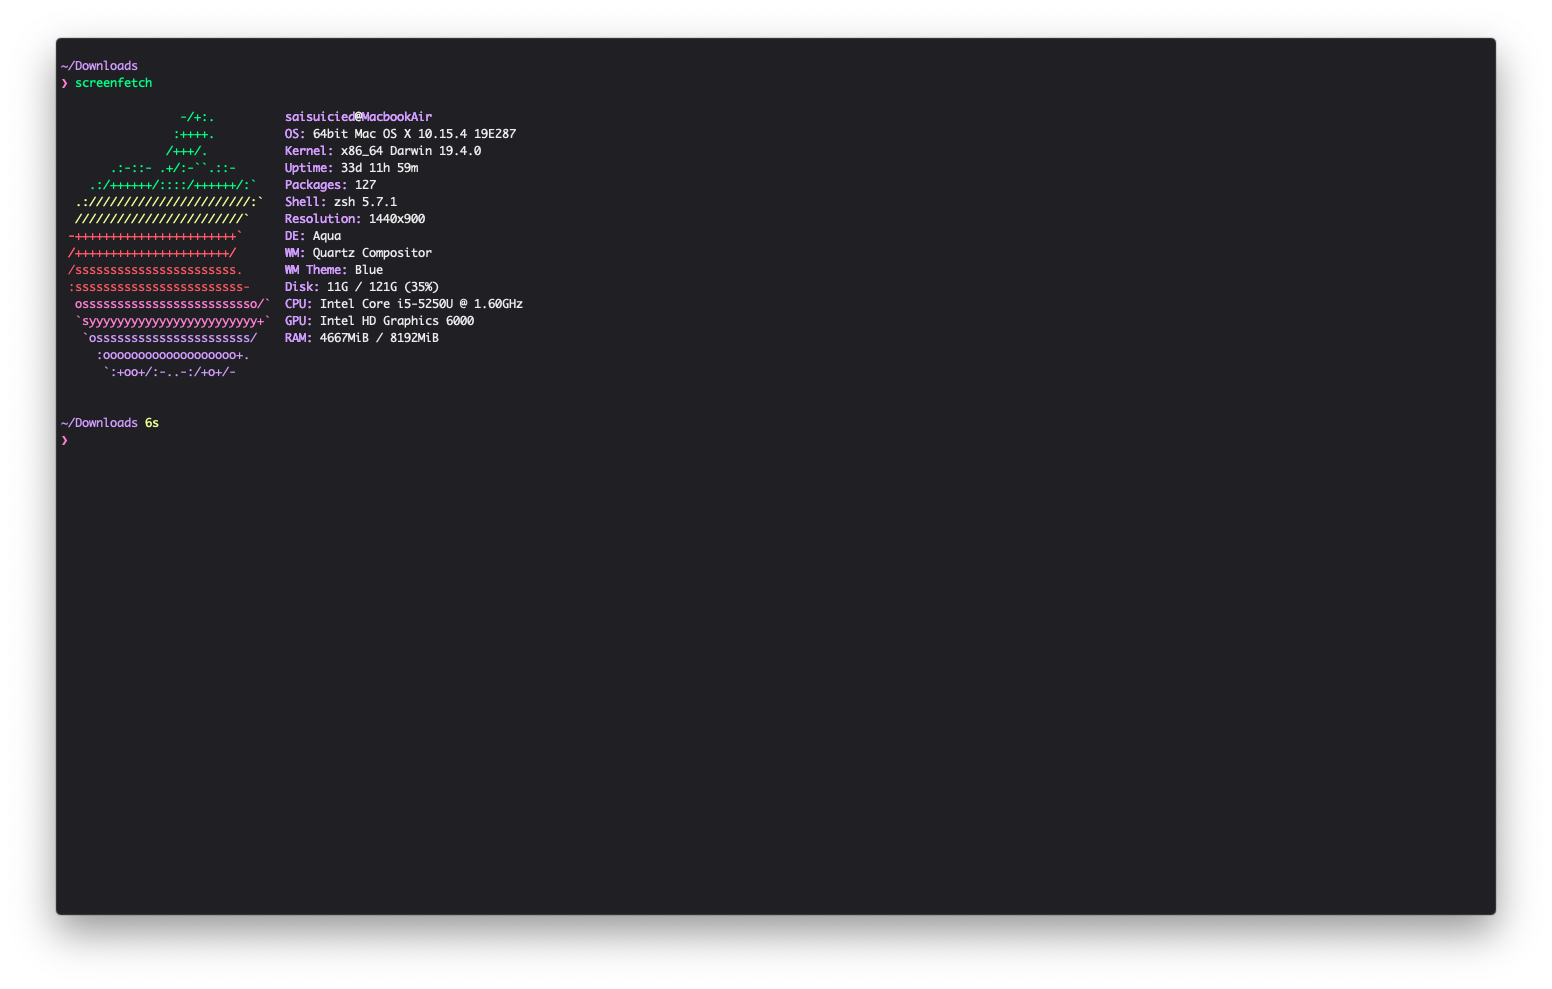 ~/Downloads
❯ screenfetch
                 -/+:.          saisuicied@MacbookAir
                :++++.          OS: 64bit Mac OS X 10.15.4 19E287
               /+++/.           Kernel: x86_64 Darwin 19.4.0
       .:-::- .+/:-``.::-       Uptime: 33d 11h 59m
    .:/++++++/::::/++++++/:`    Packages: 127
  .:///////////////////////:`   Shell: zsh 5.7.1
  ////////////////////////`     Resolution: 1440x900
 -+++++++++++++++++++++++`      DE: Aqua
 /++++++++++++++++++++++/       WM: Quartz Compositor
 /sssssssssssssssssssssss.      WM Theme: Blue
 :ssssssssssssssssssssssss-     Disk: 11G / 121G (35%)
  osssssssssssssssssssssssso/`  CPU: Intel Core i5-5250U @ 1.60GHz
  `syyyyyyyyyyyyyyyyyyyyyyyy+`  GPU: Intel HD Graphics 6000
   `ossssssssssssssssssssss/    RAM: 4667MiB / 8192MiB
     :ooooooooooooooooooo+.
      `:+oo+/:-..-:/+o+/-
~/Downloads 6s
❯